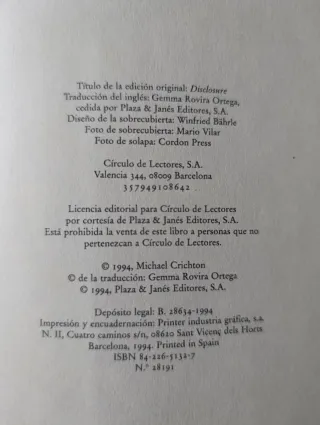 Título de la edición original: Disclosure
Traducción del inglés: Gemma Rovira Ortega,
cedida por Plaza & Janés Editores, S.A.
Diseño de la sobrecubierta: Winfried Bährle
Foto de sobrecubierta: Mario Vilar
Foto de solapa: Cordon Press
Círculo de Lectores, S.A.
Valencia 344, 08009 Barcelona
357949108642
Licencia editorial para Círculo de Lectores
por cortesía de Plaza & Janés Editores, S.A.
Está prohibida la venta de este libro a personas que no
pertenezcan a Círculo de Lectores.
© 1994, Michael Crichton
© de la traducción: Gemma Rovira Ortega
© 1994, Plaza & Janés Editores, S.A.
Depósito legal: B. 28634-1994
Impresión y encuadernación: Printer industria gráfica, s.a.
N. II, Cuatro caminos s/n, 08620 Sant Vicenç dels Horts
Barcelona, 1994. Printed in Spain
ISBN 84-226-5132-7
N.º 28191